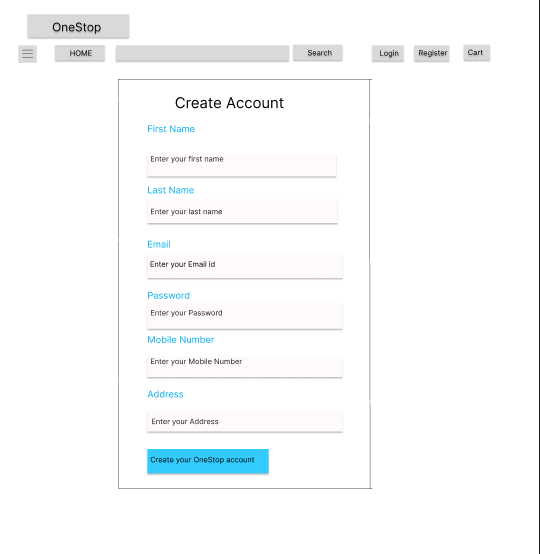 OneStop
HOME
Search
Login
Register
Cart
Create Account
First Name
Enter your first name
Last Name
Enter your last name
Email
Enter your Email id
Password
Enter your Password
Mobile Number
Enter your Mobile Number
Address
Enter your Address
Create your OneStop account